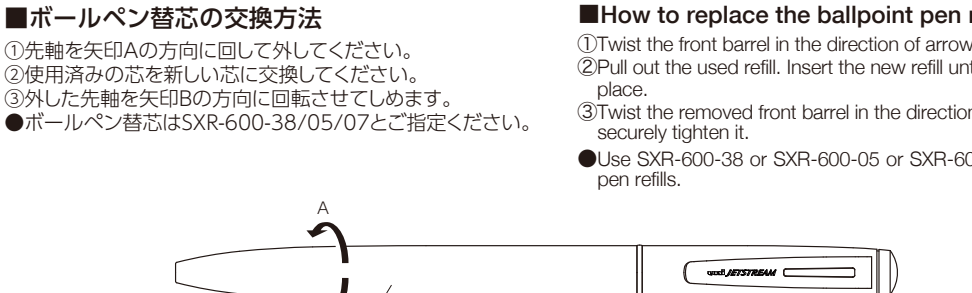 ■ボールペン替芯の交換方法
①先軸を矢印Aの方向に回して外してください。
②使用済みの芯を新しい芯に交換してください。
③外した先軸を矢印Bの方向に回転させてしめます。
●ボールペン替芯はSXR-600-38/05/07とご指定ください。
■How to replace the ballpoint pen
①Twist the front barrel in the direction of arrow
②Pull out the used refill. Insert the new refill
place.
③Twist the removed front barrel in the
securely tighten it.
●Use SXR-600-38 or SXR-600-05 or
pen refills.
A
uni JETSTREAM